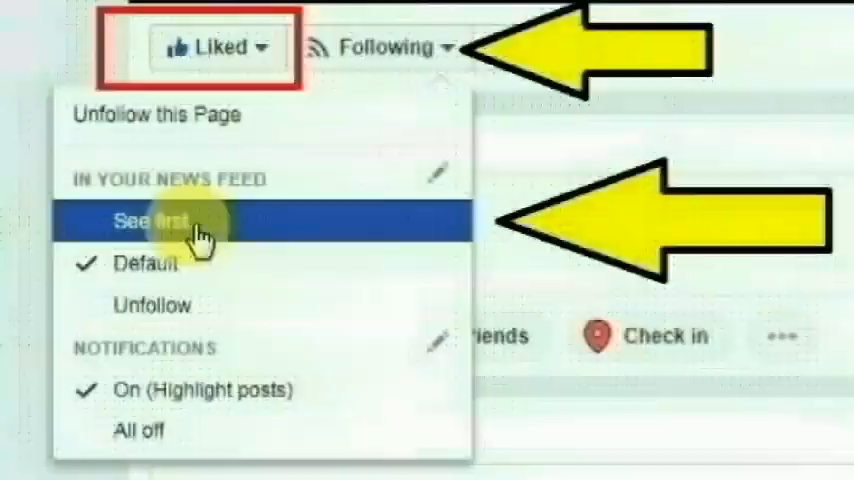 Liked Following
Unfollow this Page
IN YOUR NEWS FEED
See first
Default
Unfollow
NOTIFICATIONS
riends Check in
On (Highlight posts)
All off